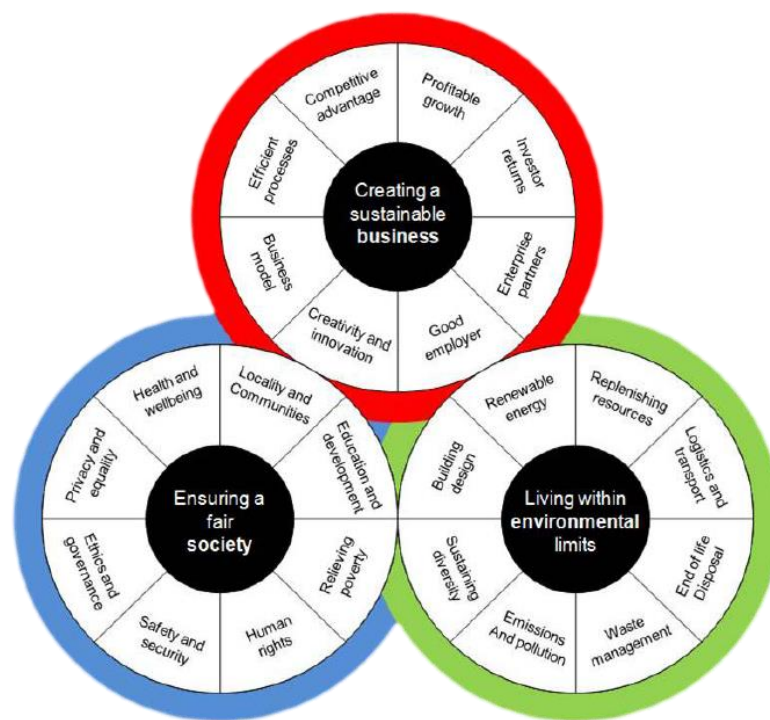 Competitive
advantage
Profitable
growth
Investor
returns
Enterprise
partners
Good
employer
Creativity and
innovation
Business
model
Efficient
processes
Creating a
sustainable
business
Health and
wellbeing
Locality and
Communities
Education and
development
Relieving
poverty
Human
rights
Safety and
security
Ethics and
governance
Privacy and
equality
Ensuring a
fair
society
Renewable
energy
Replenishing
resources
Logistics and
transport
End of life
Disposal
Waste
management
Emissions
And pollution
Sustaining
diversity
Building
design
Living within
environmental
limits